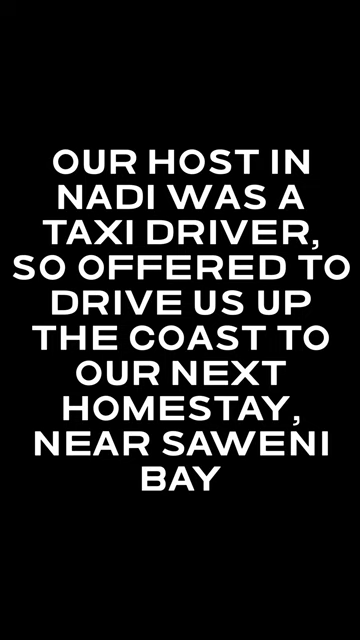 OUR HOST IN
NADI WAS A
TAXI DRIVER,
SO OFFERED TO
DRIVE US UP
THE COAST TO
OUR NEXT
HOMESTAY,
NEAR SAWENI
BAY